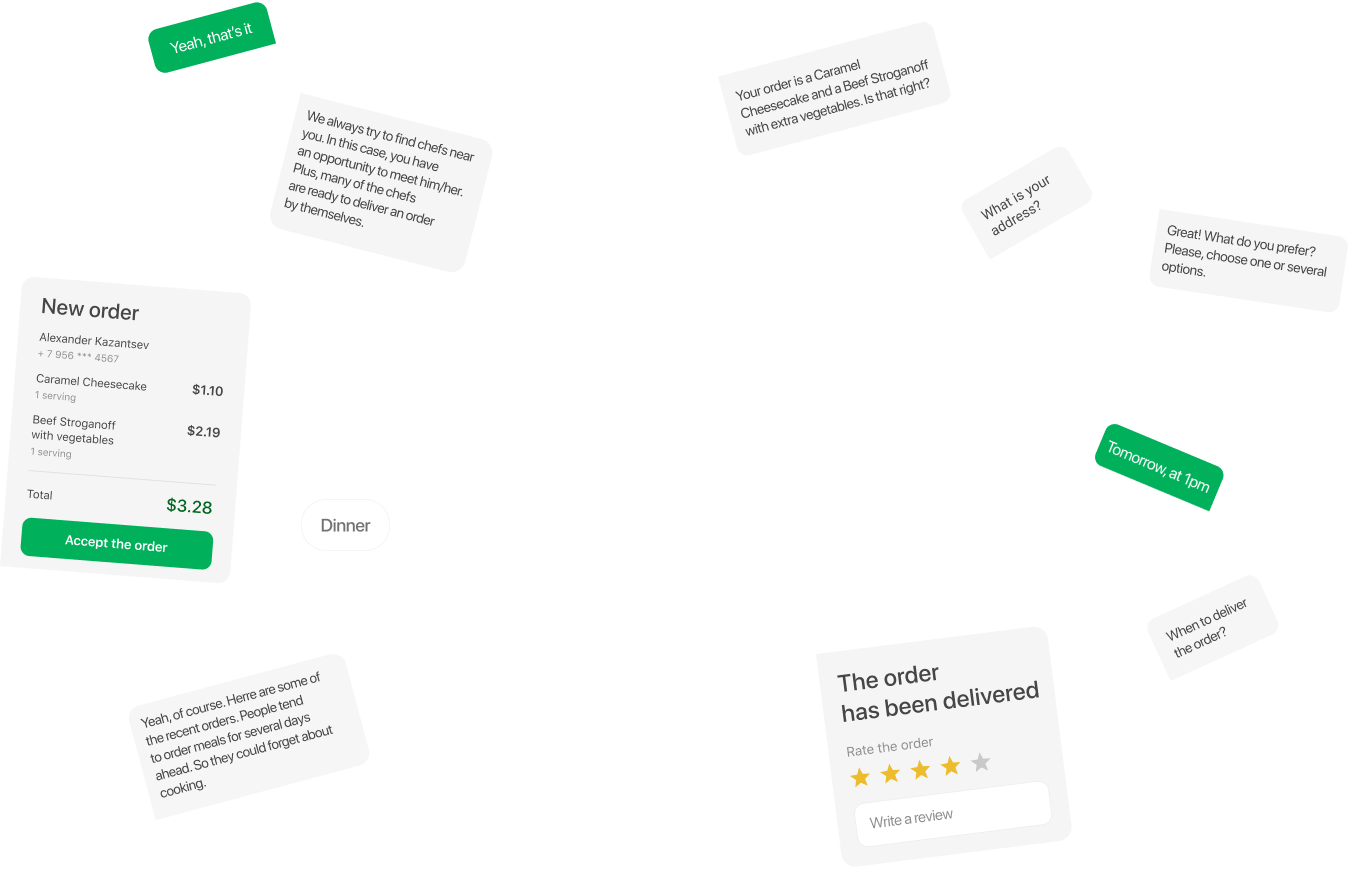 Yeah, that's it
Your order is a Caramel
Cheesecake and a Beef Stroganoff
with extra vegetables. Is that right?
We always try to find chefs near
you. In this case, you have
an opportunity to meet him/her.
Plus, many of the chefs
are ready to deliver an order
by themselves.
What is your
address?
Great! What do you prefer?
Please, choose one or several
options.
New order
Alexander Kazantsev
+ 7 956 *** 4567
Caramel Cheesecake
$1.10
1 serving
Beef Stroganoff
with vegetables
$2.19
1 serving
Total
$3.28
Accept the order
Dinner
Tomorrow, at 1pm
When to deliver
the order?
Yeah, of course. Herre are some of
the recent orders. People tend
to order meals for several days
ahead. So they could forget about
cooking.
The order
has been delivered
Rate the order
Write a review